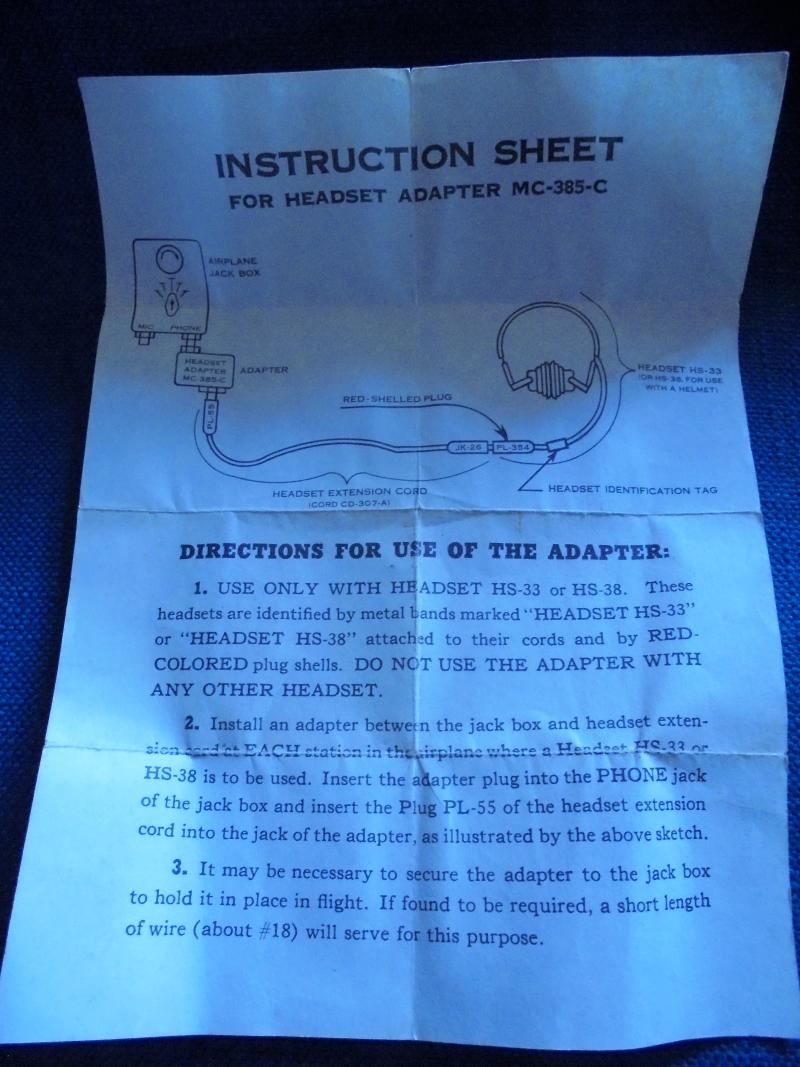 INSTRUCTION SHEET
FOR HEADSET ADAPTER MC-385-C
AIRPLANE
JACK BOX
MIC PHONE
HEADSET
ADAPTER
MC-385-C
ADAPTER
PL-55
RED-SHELLED PLUG
JK-26 PL-354
HEADSET HS-33
(OR HS-38, FOR USE
WITH A HELMET)
HEADSET EXTENSION CORD
(CORD CD-307-A)
HEADSET IDENTIFICATION TAG
DIRECTIONS FOR USE OF THE ADAPTER:
1. USE ONLY WITH HEADSET HS-33 or HS-38. These
headsets are identified by metal bands marked "HEADSET HS-33"
or "HEADSET HS-38" attached to their cords and by RED-
COLORED plug shells. DO NOT USE THE ADAPTER WITH
ANY OTHER HEADSET.
2. Install an adapter between the jack box and headset exten-
sion cord at EACH station in the airplane where a Headset HS-33 or
HS-38 is to be used. Insert the adapter plug into the PHONE jack
of the jack box and insert the Plug PL-55 of the headset extension
cord into the jack of the adapter, as illustrated by the above sketch.
3. It may be necessary to secure the adapter to the jack box
to hold it in place in flight. If found to be required, a short length
of wire (about #18) will serve for this purpose.